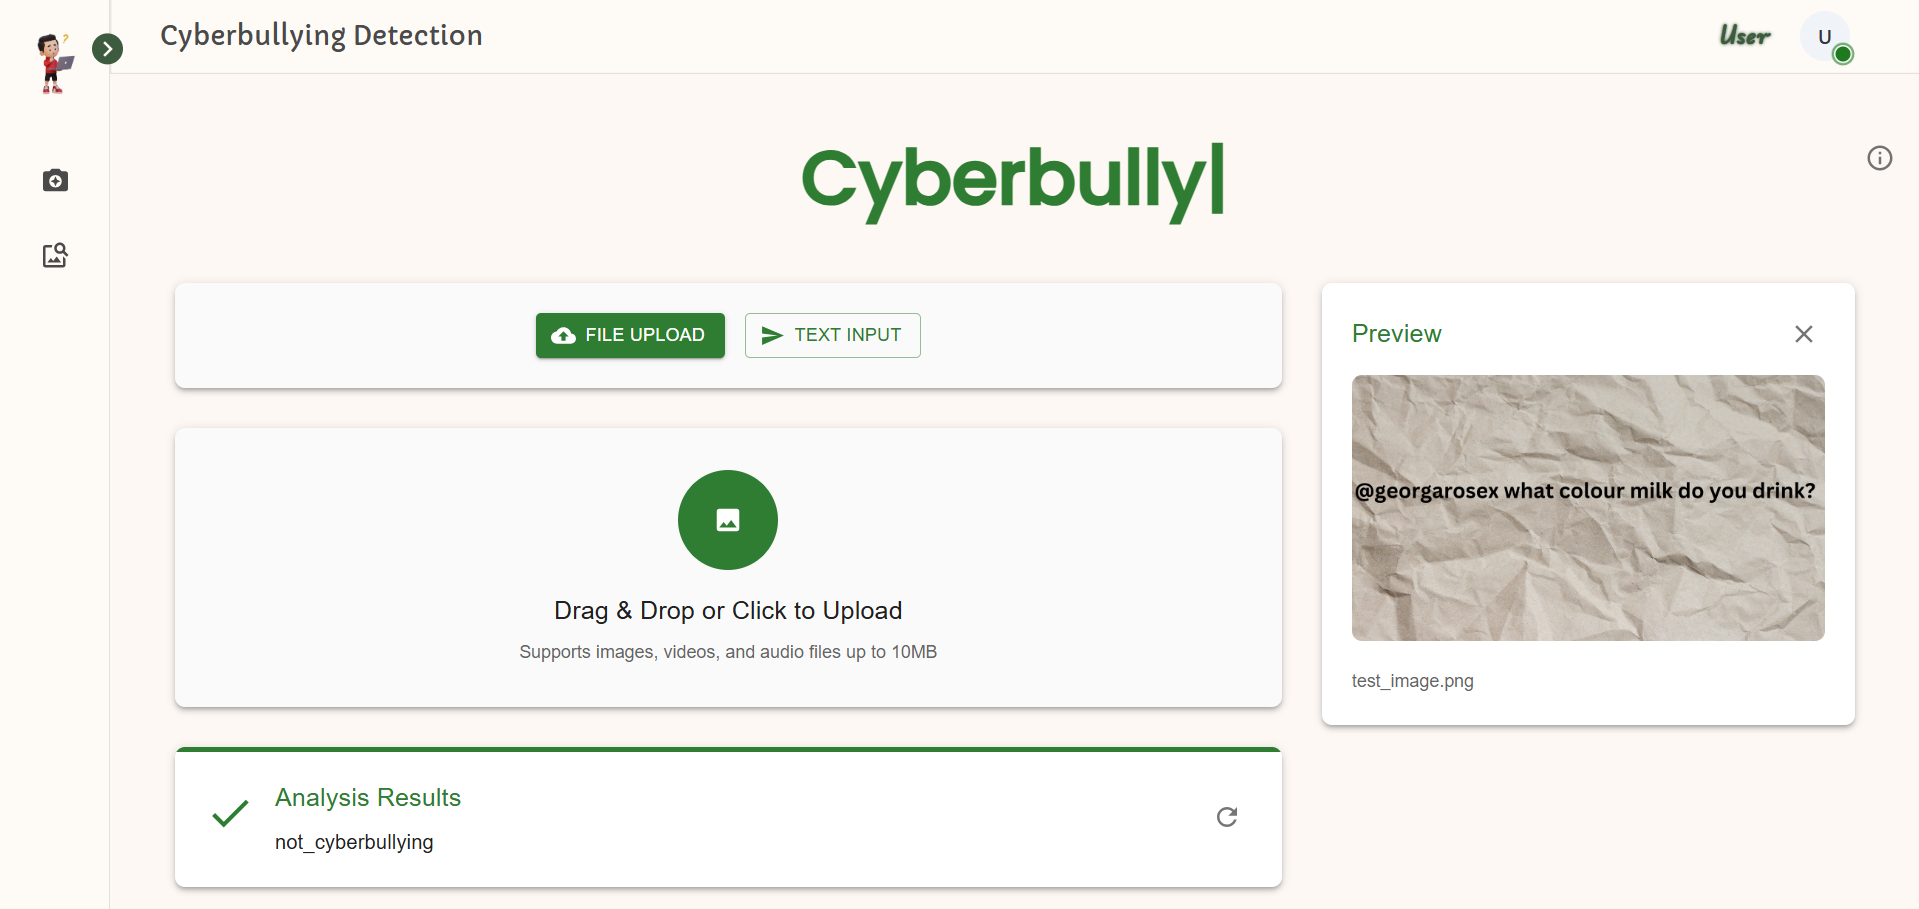 Cyberbullying Detection
User
U
Cyberbully
FILE UPLOAD
TEXT INPUT
Drag & Drop or Click to Upload
Supports images, videos, and audio files up to 10MB
Analysis Results
not_cyberbullying
Preview
@georgarosex what colour milk do you drink?
test_image.png